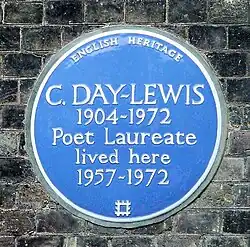 ENGLISH HERITAGE
C. DAY-LEWIS
1904-1972
Poet Laureate
lived here
1957-1972